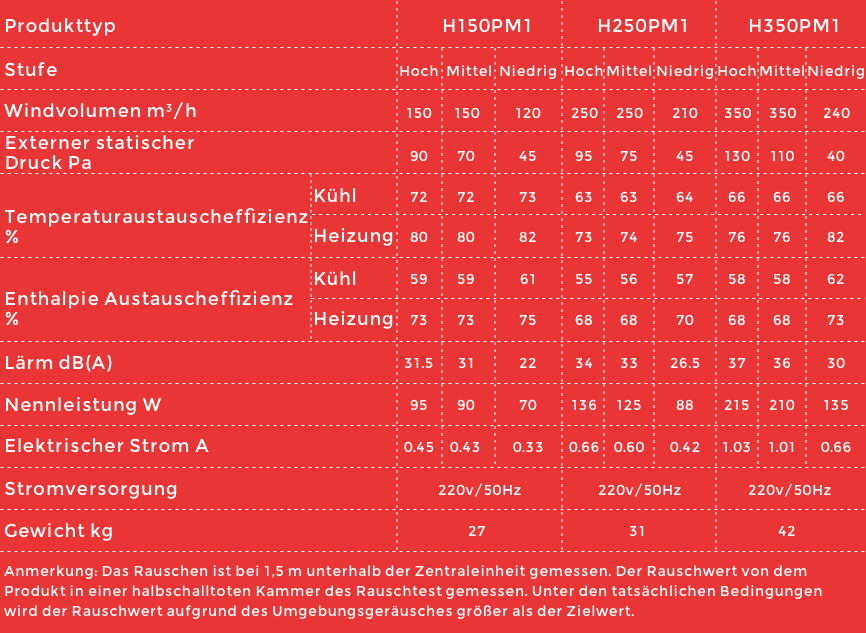 Produkttyp H150PM1 H250PM1 H350PM1
Stufe Hoch Mittel Niedrig Hoch Mittel Niedrig Hoch Mittel Niedrig
Windvolumen m³/h 150 150 120 250 250 210 350 350 240
Externer statischer
Druck Pa 90 70 45 95 75 45 130 110 40
Kühl 72 72 73 63 63 64 66 66 66
Temperaturaustauscheffizienz
% Heizung 80 80 82 73 74 75 76 76 82
Kühl 59 59 61 55 56 57 58 58 62
Enthalpie Austauscheffizienz
% Heizung 73 73 75 68 68 70 68 68 73
Lärm dB(A) 31.5 31 22 34 33 26.5 37 36 30
Nennleistung W 95 90 70 136 125 88 215 210 135
Elektrischer Strom A 0.45 0.43 0.33 0.66 0.60 0.42 1.03 1.01 0.66
Stromversorgung 220v/50Hz 220v/50Hz 220v/50Hz
Gewicht kg 27 31 42
Anmerkung: Das Rauschen ist bei 1,5 m unterhalb der Zentraleinheit gemessen. Der Rauschwert von dem
Produkt in einer halbschalltoten Kammer des Rauschtest gemessen. Unter den tatsächlichen Bedingungen
wird der Rauschwert aufgrund des Umgebungsgeräusches größer als der Zielwert.